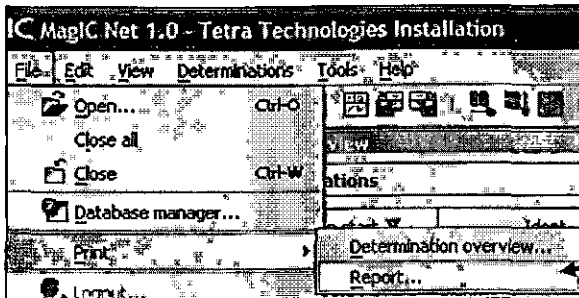 IC MagIC Net 1.0 - Tetra Technologies Installation
File Edit View Determinations Tools Help
Open... Ctrl-O
Close all
Close Ctrl-W
ations
Database manager...
Print
Determination overview...
Report...
Logout...